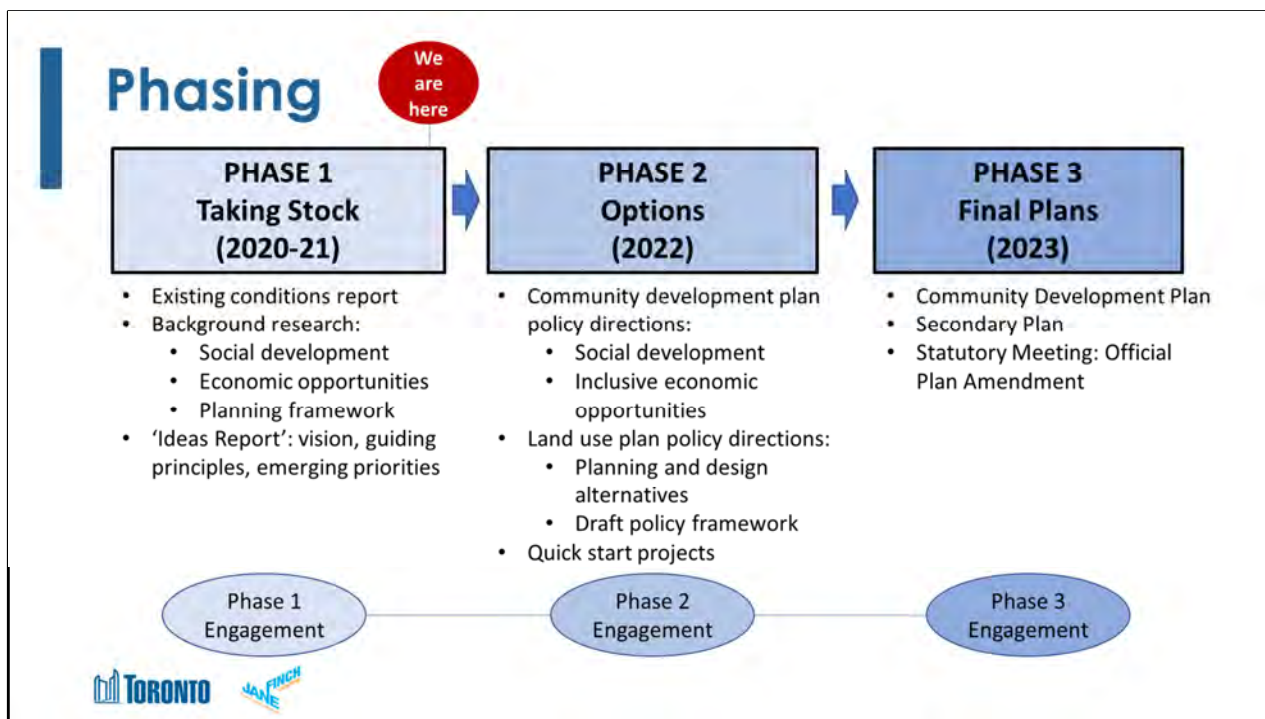 Phasing
We
are
here
PHASE 1
Taking Stock
(2020-21)
• Existing conditions report
• Background research:
• Social development
• Economic opportunities
• Planning framework
• ‘Ideas Report’: vision, guiding
principles, emerging priorities
PHASE 2
Options
(2022)
• Community development plan
policy directions:
• Social development
• Inclusive economic
opportunities
• Land use plan policy directions:
• Planning and design
alternatives
• Draft policy framework
• Quick start projects
PHASE 3
Final Plans
(2023)
• Community Development Plan
• Secondary Plan
• Statutory Meeting: Official
Plan Amendment
Phase 1
Engagement
Phase 2
Engagement
Phase 3
Engagement
TORONTO
JANE
FINCH